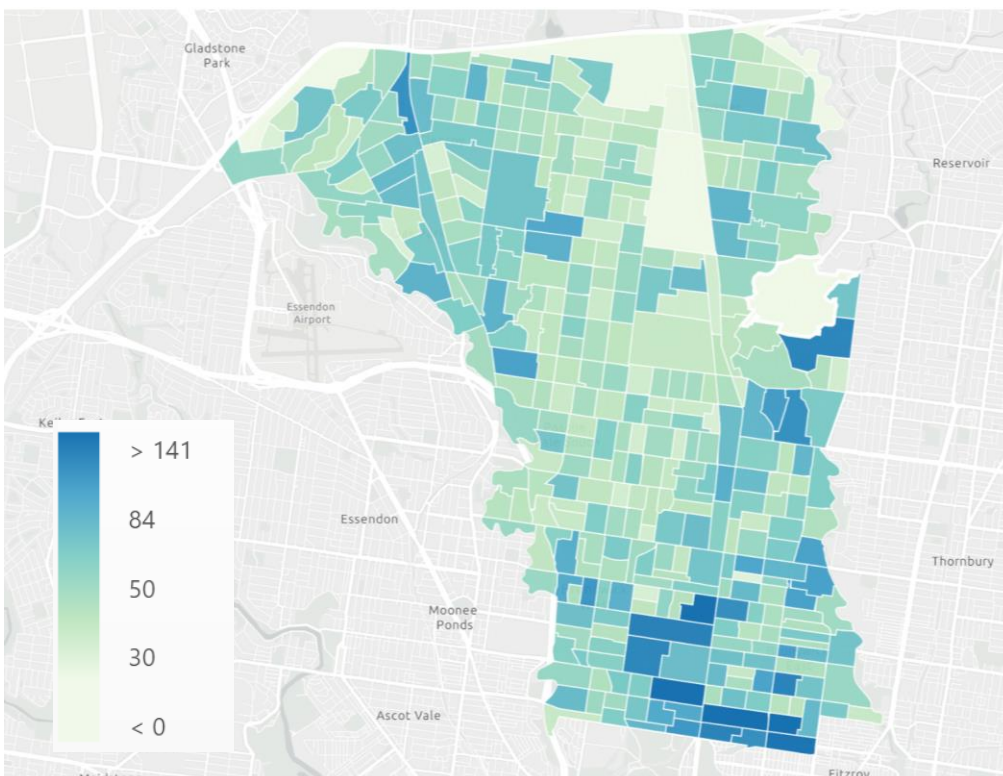 Gladstone
Park
Reservoir
Essendon
Airport
> 141
84
50
30
< 0
Essendon
Thornbury
Moonee
Ponds
Ascot Vale
Fitzroy